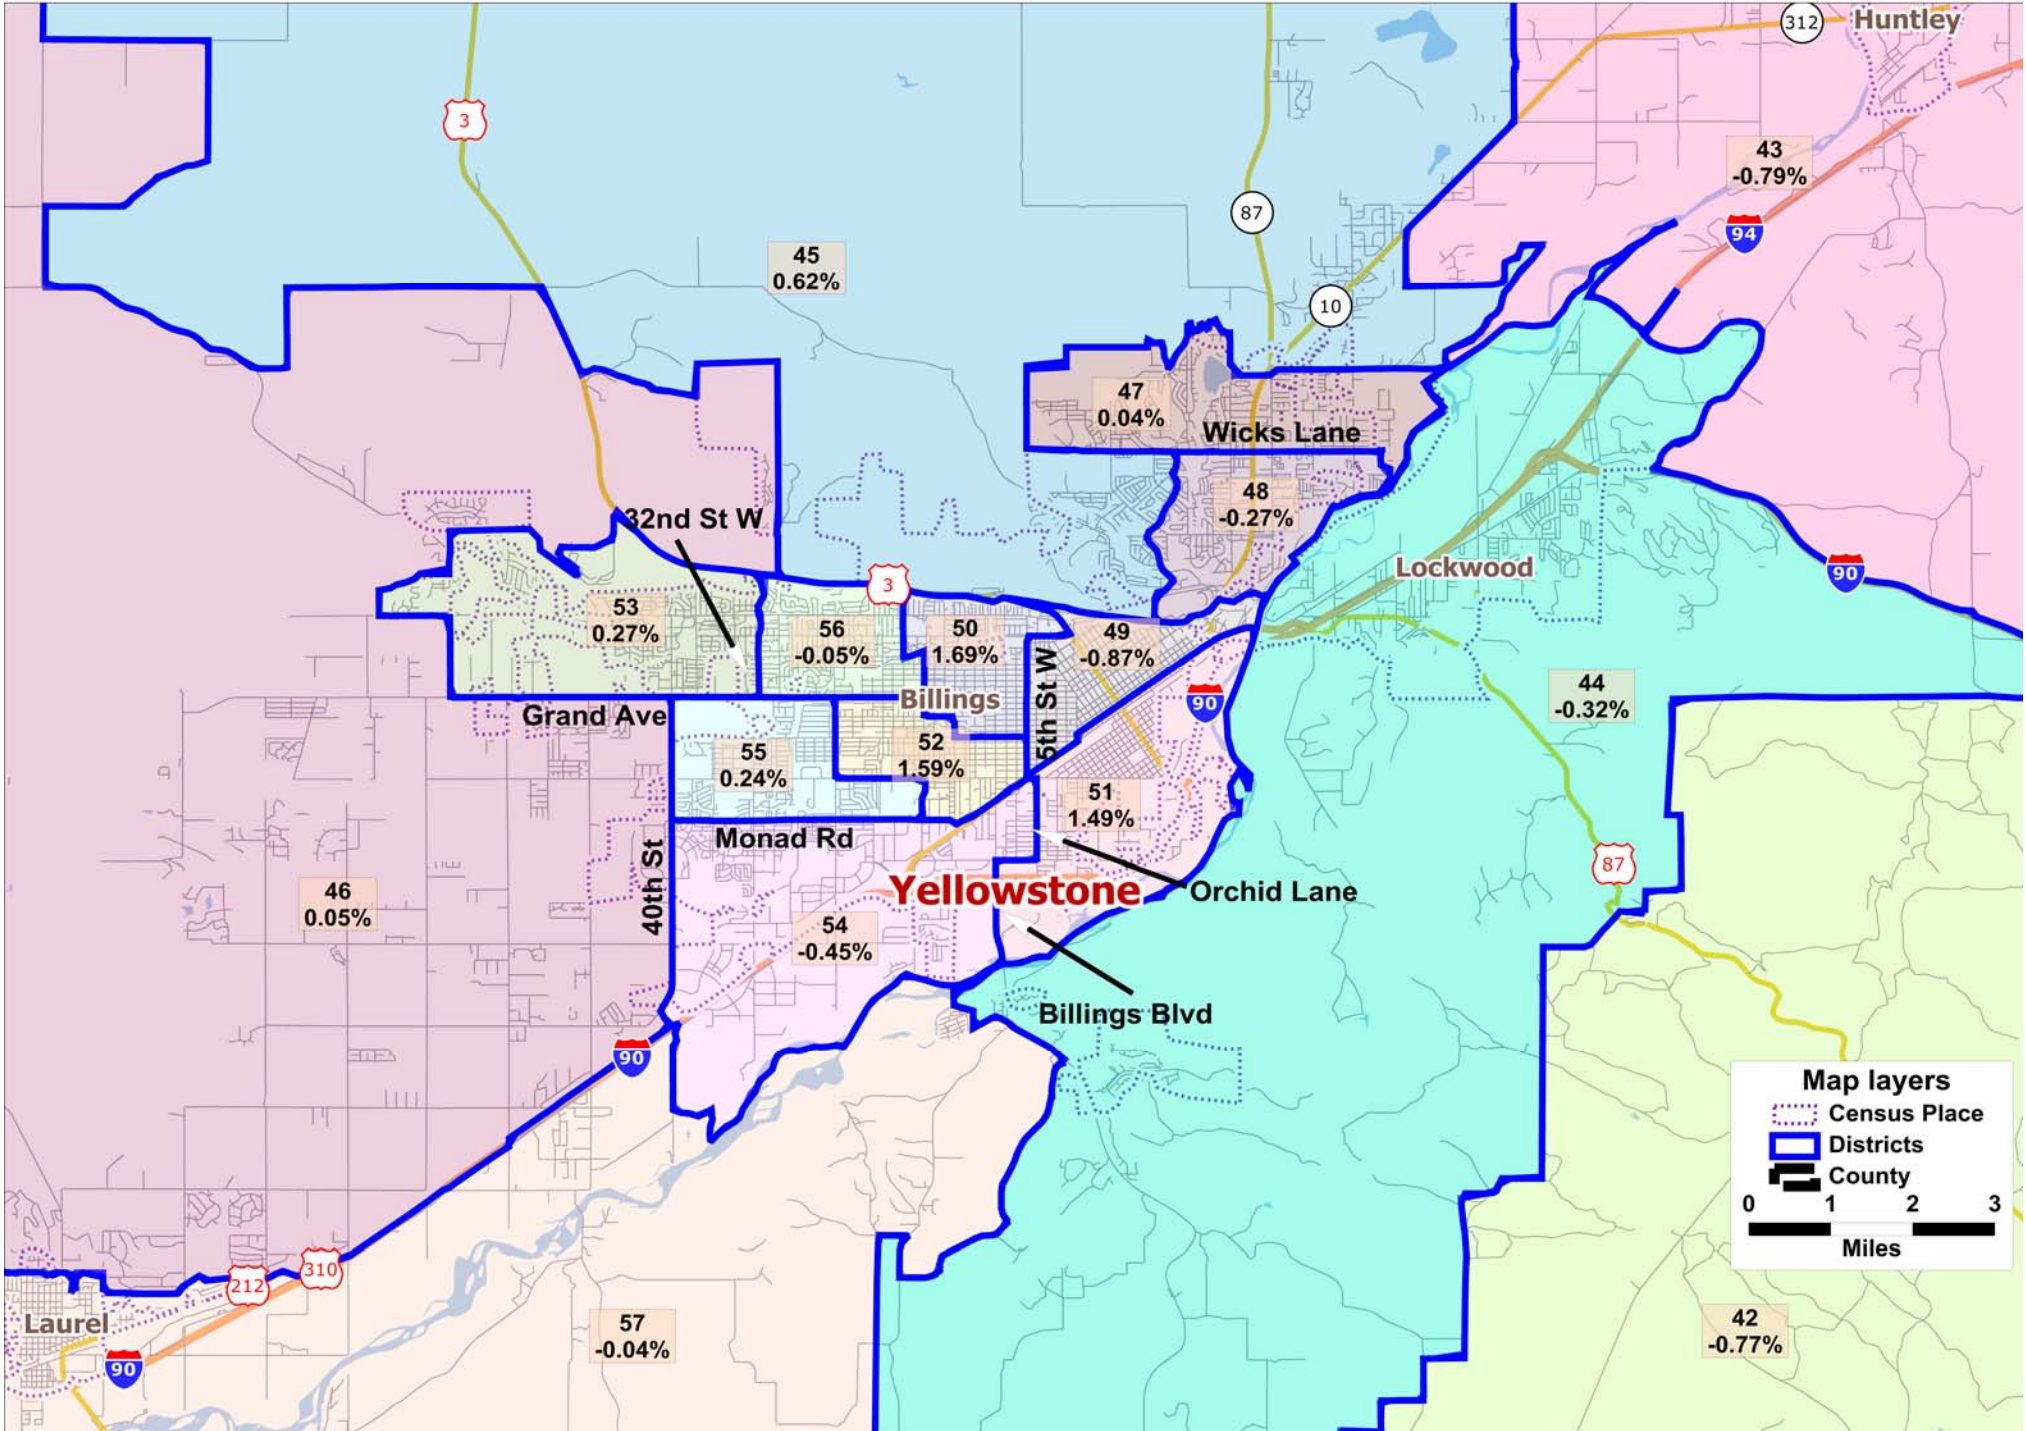 312
Huntley
3
43
-0.79%
87
94
45
0.62%
10
47
0.04%
Wicks Lane
48
-0.27%
32nd St W
Lockwood
90
3
53
0.27%
56
-0.05%
50
1.69%
49
-0.87%
44
-0.32%
Billings
90
Grand Ave
5th St W
55
0.24%
52
1.59%
51
1.49%
Monad Rd
87
46
0.05%
40th St
Yellowstone
Orchid Lane
54
-0.45%
Billings Blvd
90
Map layers
Census Place
Districts
County
0 1 2 3
Miles
212
310
Laurel
57
-0.04%
42
-0.77%
90